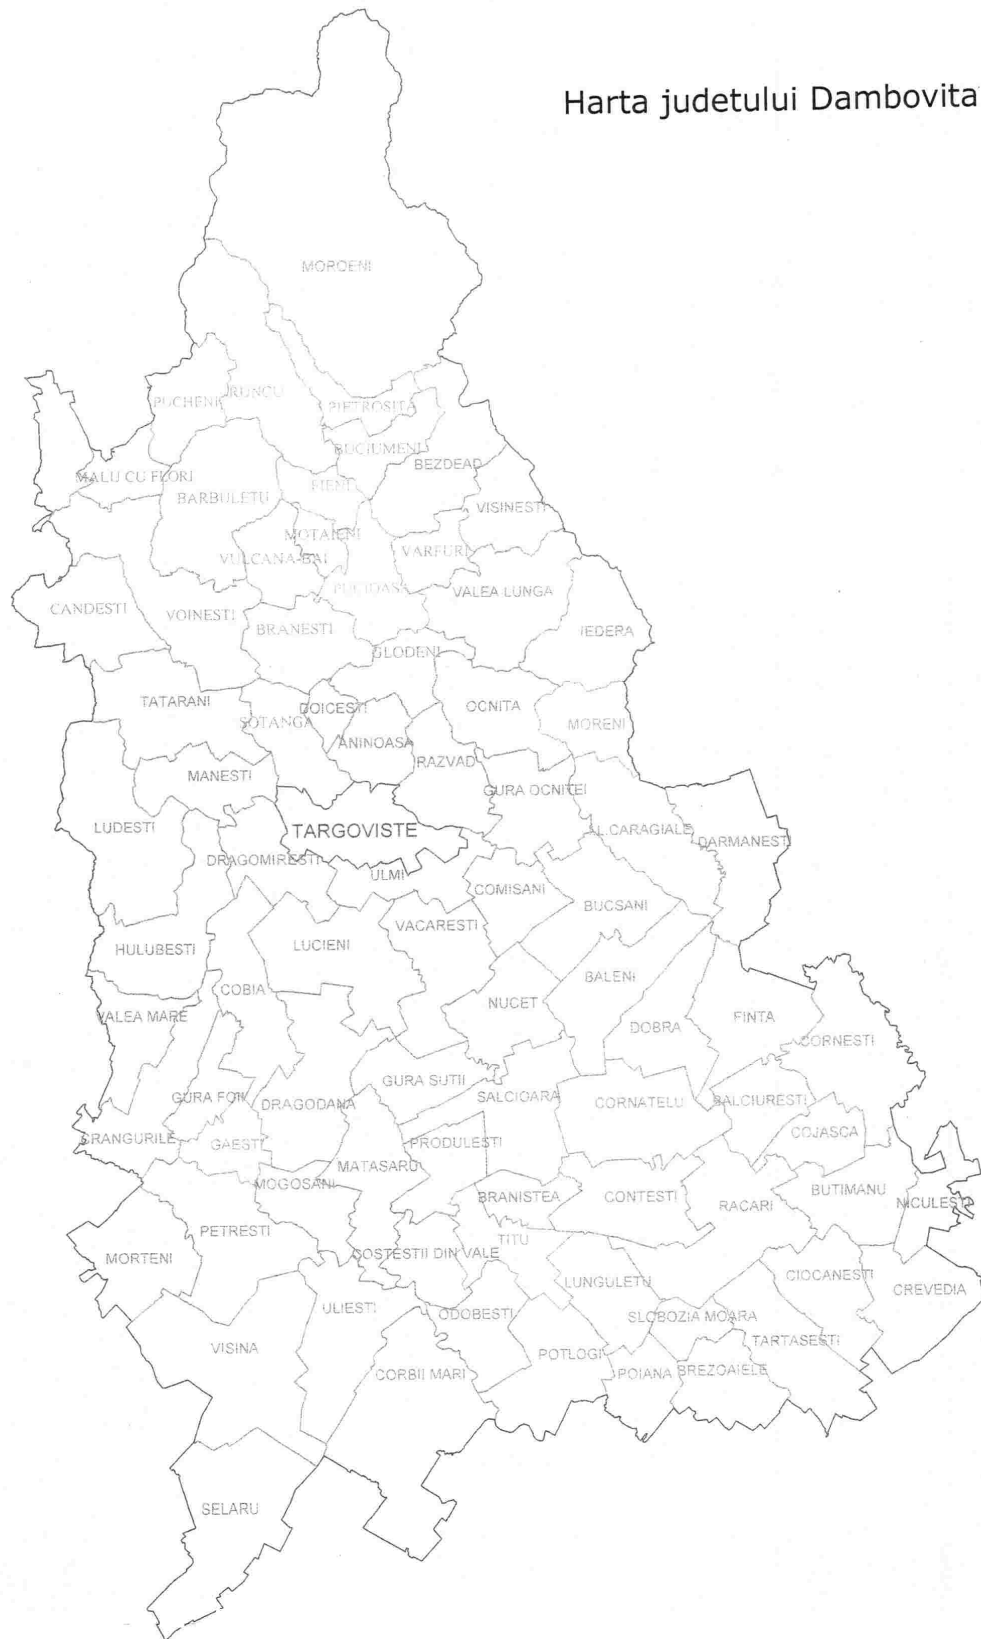 Harta judetului Dambovita
MOROENI
PUCHENI
RUNCU
PIETROSITA
BUCIUMENI
BEZDEAD
MALU CU FLORI
BARBULETU
FIENI
VISINESTI
MOTAIENI
VULCANA-BAI
VARFURI
PUCIOASA
VALEA LUNGA
CANDESTI
VOINESTI
BRANESTI
IEDERA
GLODENI
TATARANI
SOTANGA
DOICESTI
OCNITA
MORENI
ANINOASA
RAZVAD
MANESTI
GURA OCNITEI
LUDESTI
TARGOVISTE
I.L.CARAGIALE
DARMANESTI
DRAGOMIRESTI
ULMI
COMISANI
BUCSANI
HULUBESTI
LUCIENI
VACARESTI
COBIA
BALENI
NUCET
VALEA MARE
DOBRA
FINTA
CORNESTI
GURA SUTII
GURA FOII
DRAGODANA
SALCIOARA
CORNATELU
SALCIURESTI
CRANGURILE
GAESTI
MATASARU
PRODULESTI
COJASCA
MOGOSANI
BRANISTEA
CONTESTI
RACARI
BUTIMANU
NICULESTI
PETRESTI
MORTENI
COSTESTII DIN VALE
TITU
LUNGULETU
CIOCANESTI
CREVEDIA
ULIESTI
ODOBESTI
SLOBOZIA MOARA
TARTASESTI
VISINA
CORBII MARI
POTLOGI
POIANA
BREZOAIELE
SELARU